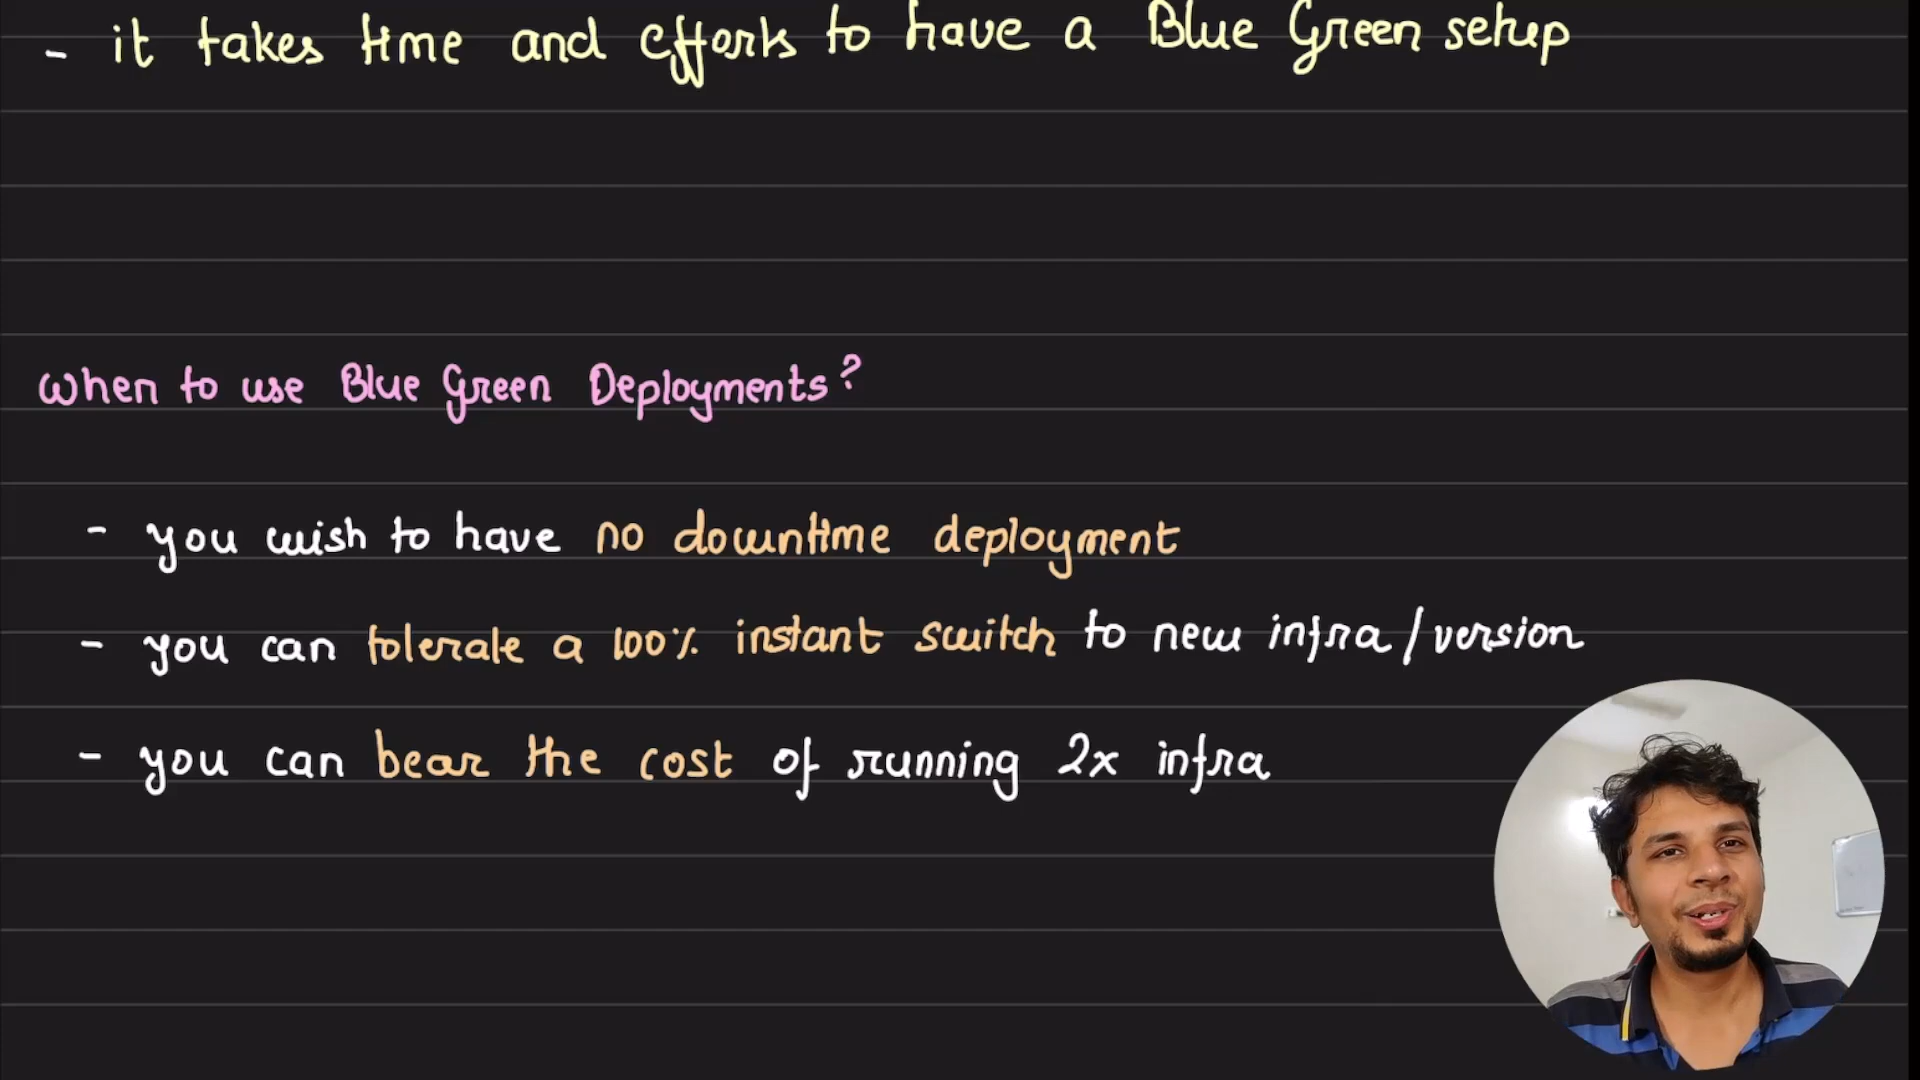 - it takes time and efforts to have a Blue Green setup
When to use Blue Green Deployments?
- you wish to have no downtime deployment
- you can tolerate a 100% instant switch to new infra/version
- you can bear the cost of running 2x infra